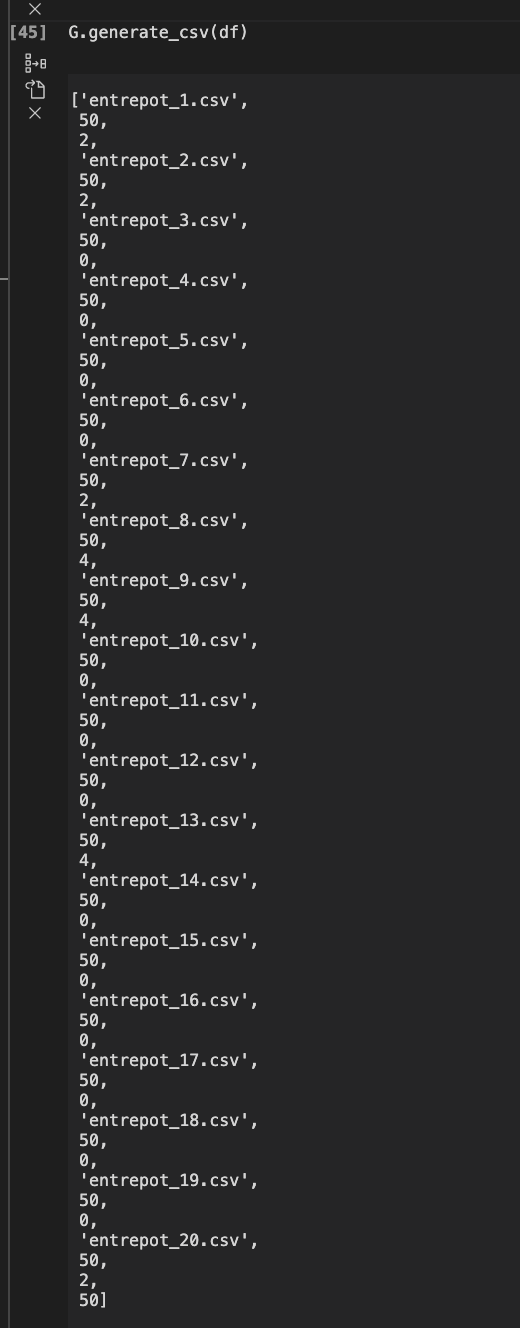 [45] G.generate_csv(df)
['entrepot_1.csv',
50,
2,
'entrepot_2.csv',
50,
2,
'entrepot_3.csv',
50,
0,
'entrepot_4.csv',
50,
0,
'entrepot_5.csv',
50,
0,
'entrepot_6.csv',
50,
0,
'entrepot_7.csv',
50,
2,
'entrepot_8.csv',
50,
4,
'entrepot_9.csv',
50,
4,
'entrepot_10.csv',
50,
0,
'entrepot_11.csv',
50,
0,
'entrepot_12.csv',
50,
0,
'entrepot_13.csv',
50,
4,
'entrepot_14.csv',
50,
0,
'entrepot_15.csv',
50,
0,
'entrepot_16.csv',
50,
0,
'entrepot_17.csv',
50,
0,
'entrepot_18.csv',
50,
0,
'entrepot_19.csv',
50,
0,
'entrepot_20.csv',
50,
2,
50]